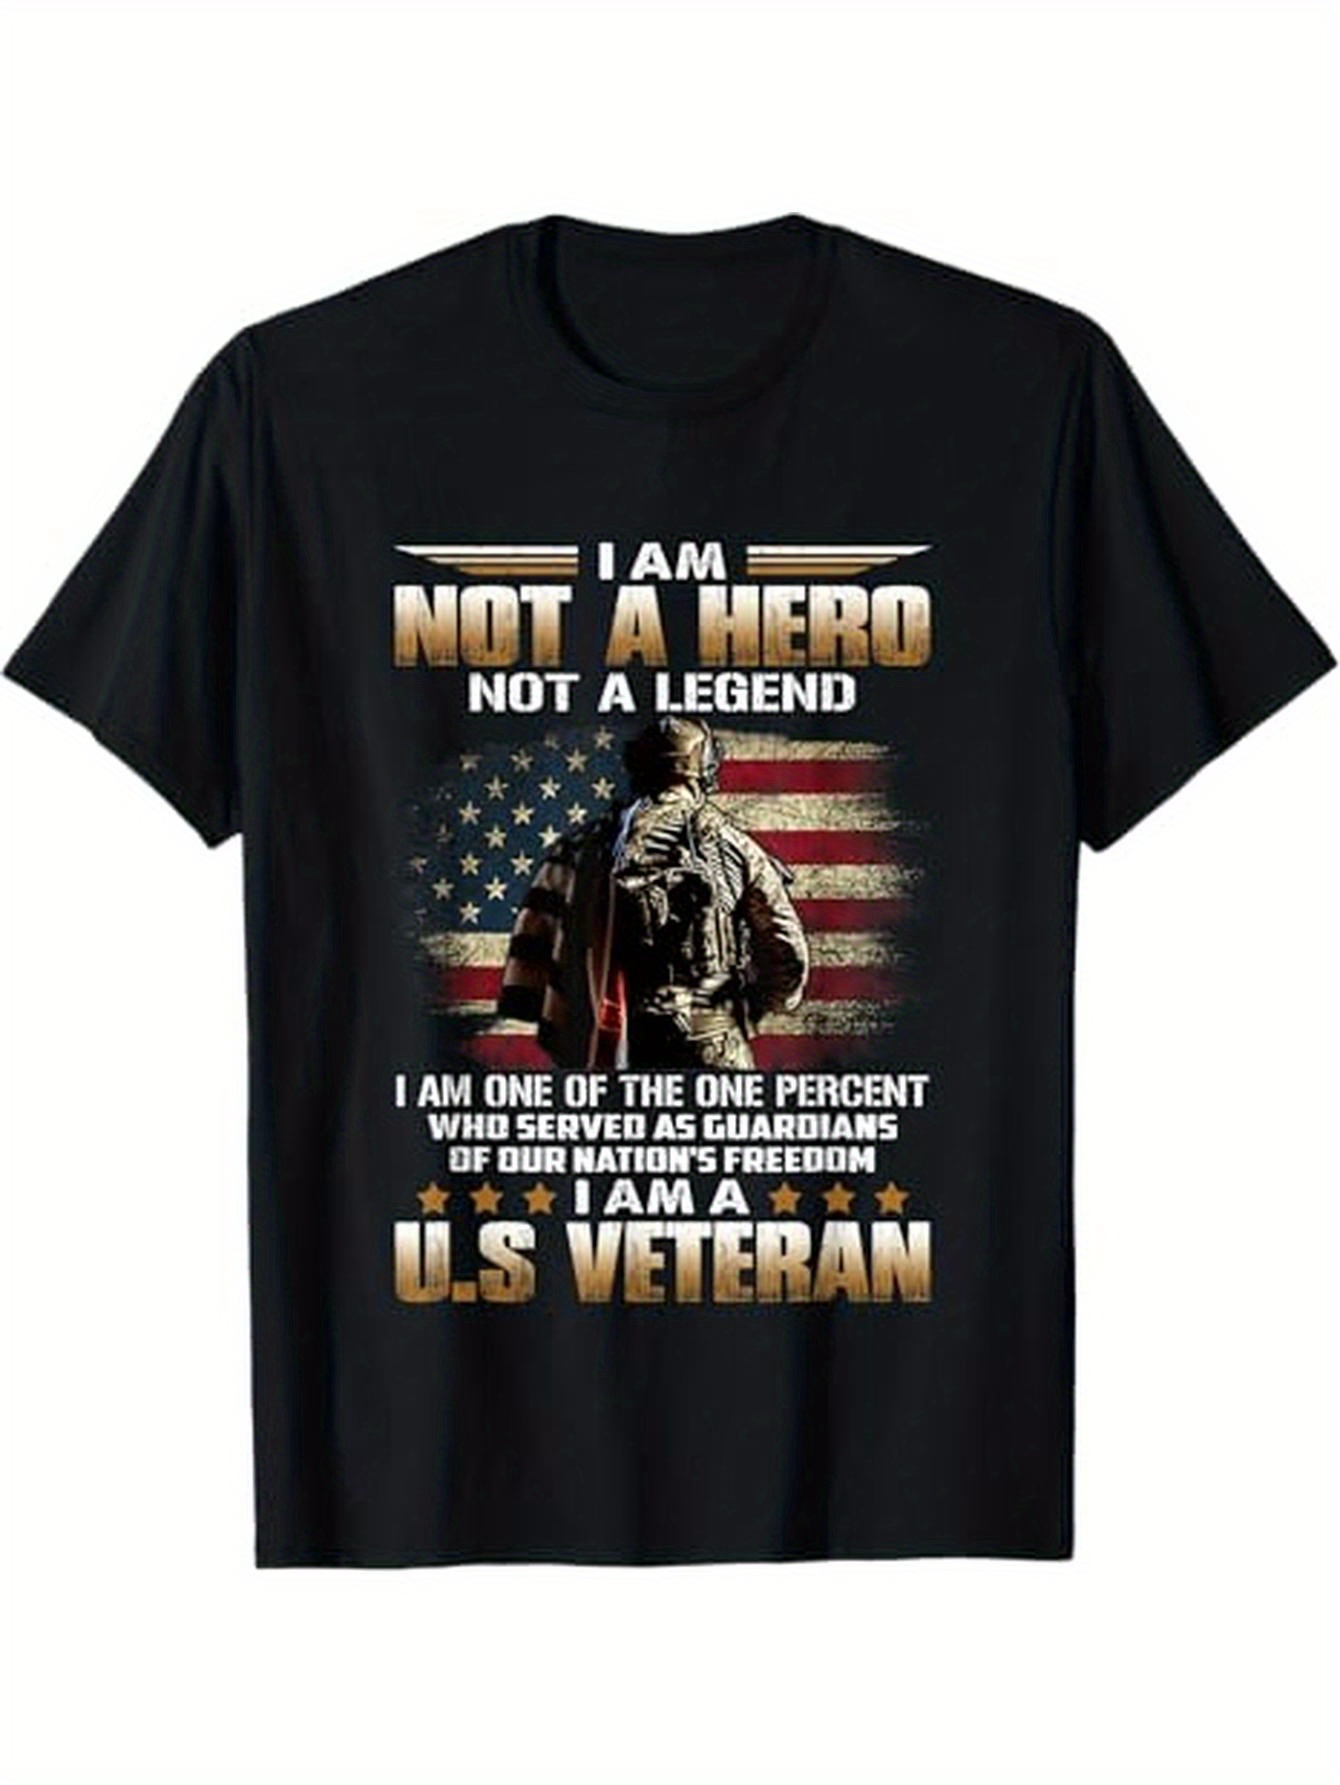 I AM
NOT A HERO
NOT A LEGEND
I AM ONE OF THE ONE PERCENT
WHO SERVED AS GUARDIANS
OF OUR NATION'S FREEDOM
I AM A
U.S VETERAN